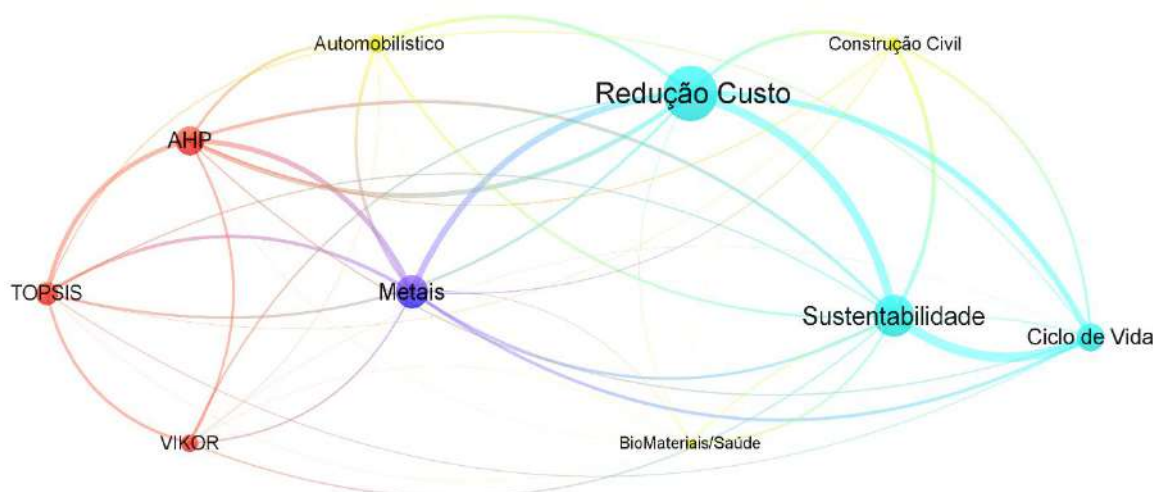 Automobilístico
Construção Civil
Redução Custo
AHP
TOPSIS
Metais
Sustentabilidade
Ciclo de Vida
VIKOR
BioMateriais/Saúde